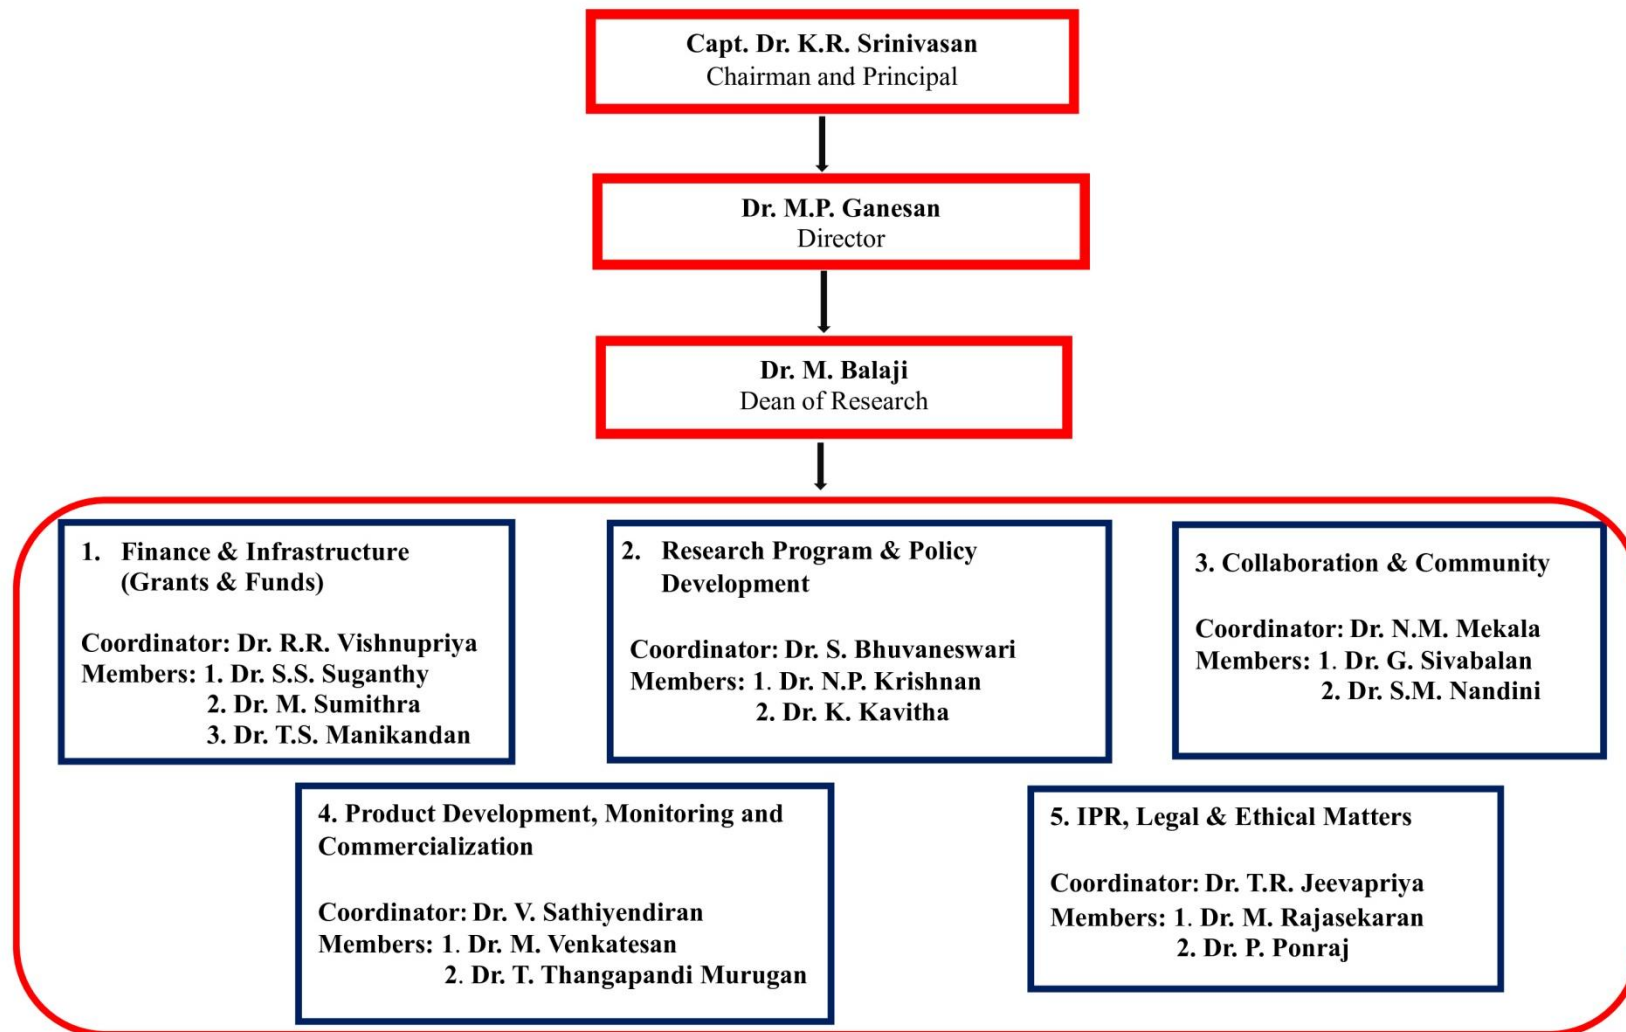 Capt. Dr. K.R. Srinivasan
Chairman and Principal
Dr. M.P. Ganesan
Director
Dr. M. Balaji
Dean of Research
1. Finance & Infrastructure
(Grants & Funds)
Coordinator: Dr. R.R. Vishnupriya
Members: 1. Dr. S.S. Suganthy
2. Dr. M. Sumithra
3. Dr. T.S. Manikandan
2. Research Program & Policy
Development
Coordinator: Dr. S. Bhuvaneswari
Members: 1. Dr. N.P. Krishnan
2. Dr. K. Kavitha
3. Collaboration & Community
Coordinator: Dr. N.M. Mekala
Members: 1. Dr. G. Sivabalan
2. Dr. S.M. Nandini
4. Product Development, Monitoring and
Commercialization
Coordinator: Dr. V. Sathiyendiran
Members: 1. Dr. M. Venkatesan
2. Dr. T. Thangapandi Murugan
5. IPR, Legal & Ethical Matters
Coordinator: Dr. T.R. Jeevapriya
Members: 1. Dr. M. Rajasekaran
2. Dr. P. Ponraj